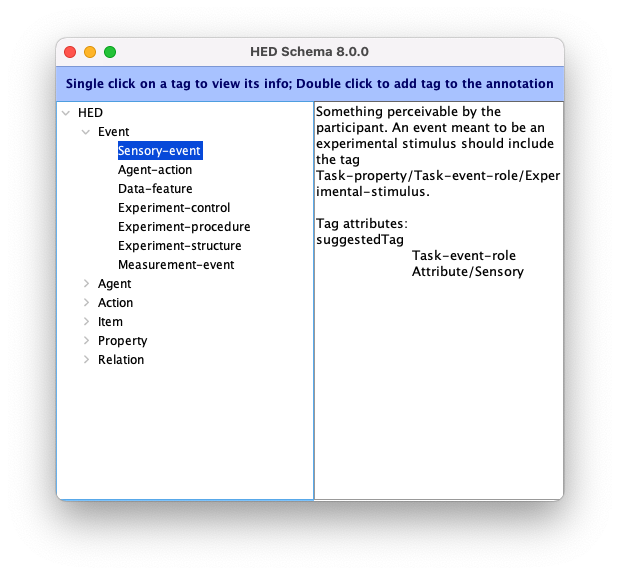 HED Schema 8.0.0
Single click on a tag to view its info; Double click to add tag to the annotation
HED
Event
Sensory-event
Agent-action
Data-feature
Experiment-control
Experiment-procedure
Experiment-structure
Measurement-event
Agent
Action
Item
Property
Relation
Something perceivable by the
participant. An event meant to be an
experimental stimulus should include
the tag
Task-property/Task-event-role/Exper
imental-stimulus.
Tag attributes:
suggestedTag
Task-event-role
Attribute/Sensory